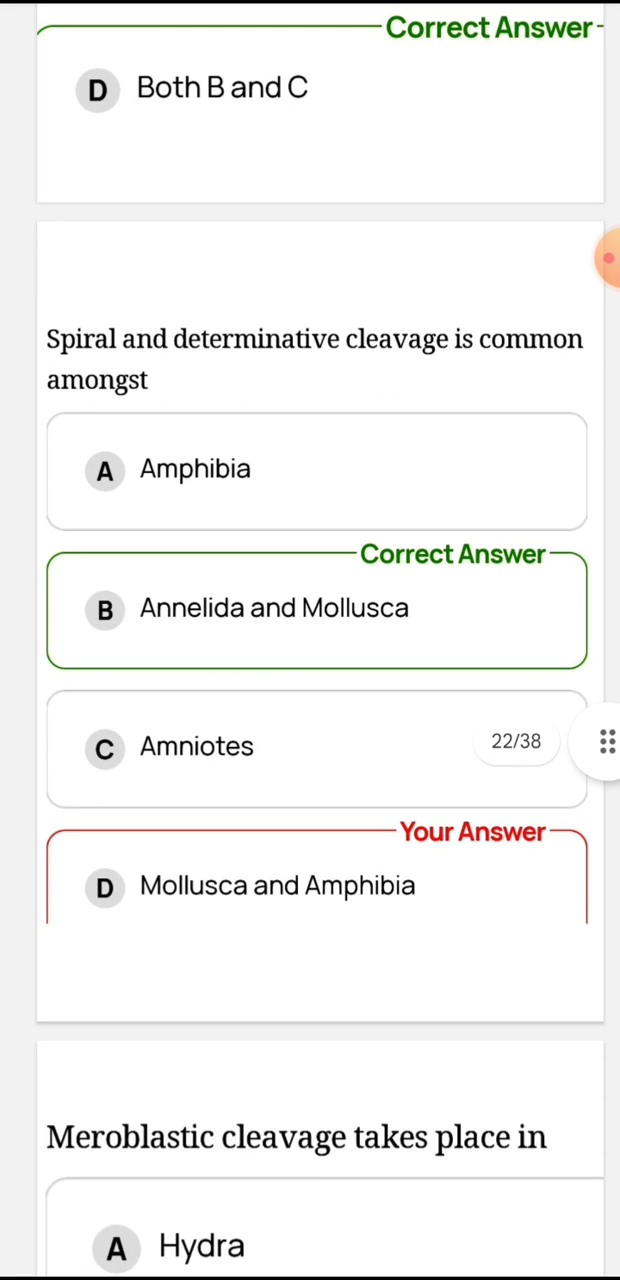 Correct Answer
D Both B and C
Spiral and determinative cleavage is common
amongst
A Amphibia
Correct Answer
B Annelida and Mollusca
C Amniotes
22/38
Your Answer
D Mollusca and Amphibia
Meroblastic cleavage takes place in
A Hydra